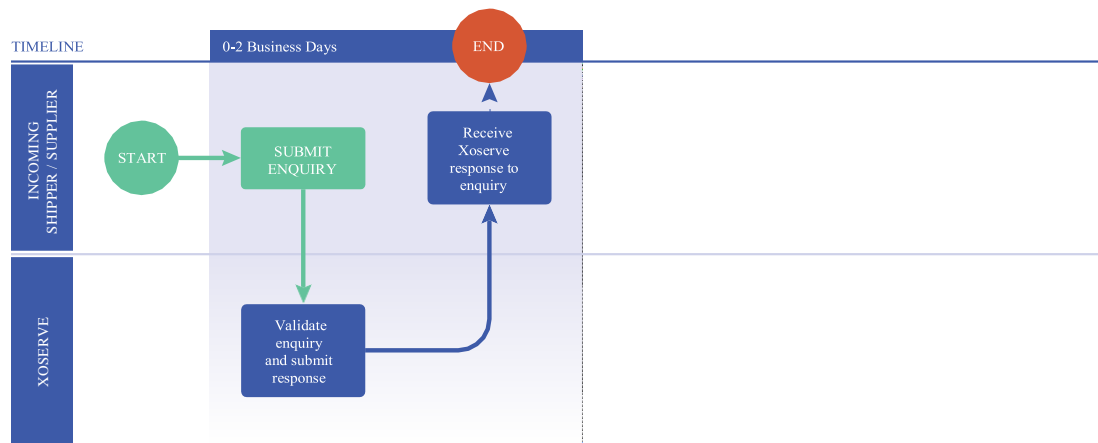 TIMELINE
0-2 Business Days
END
INCOMING
SHIPPER / SUPPLIER
START
SUBMIT
ENQUIRY
Receive
Xoserve
response to
enquiry
XOSERVE
Validate
enquiry
and submit
response